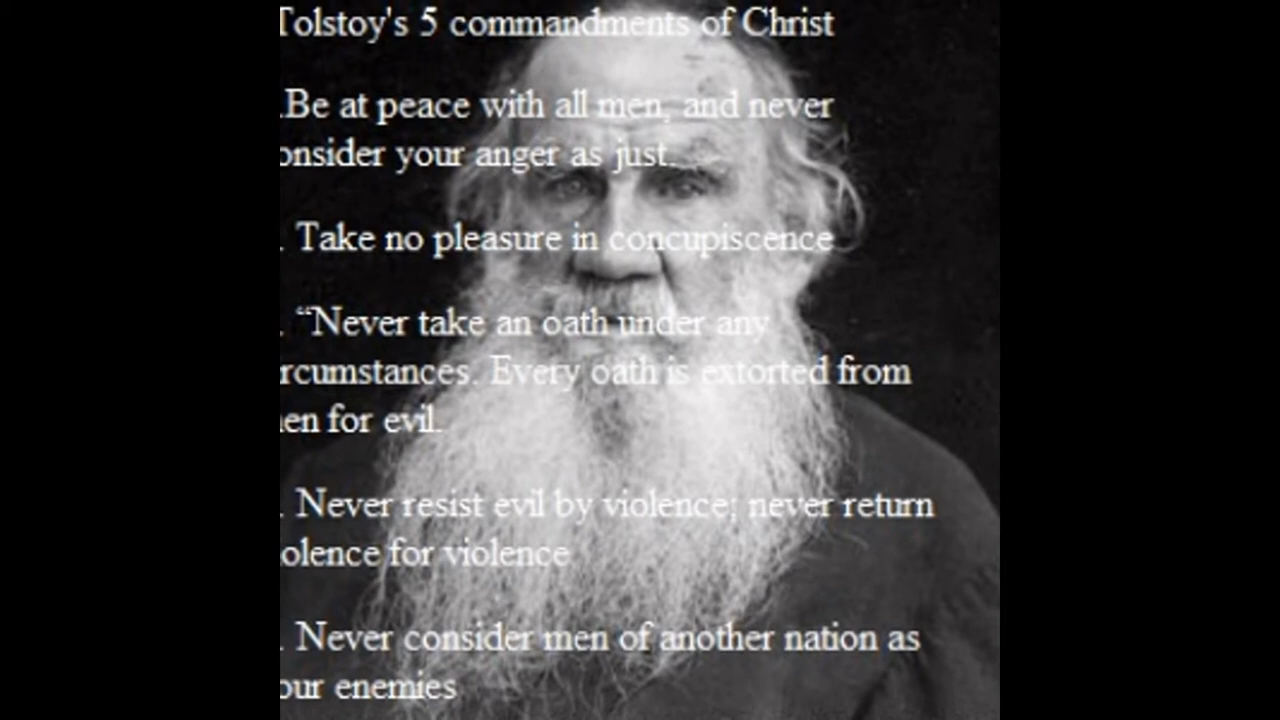 Tolstoy's 5 commandments of Christ
.Be at peace with all men, and never
onsider your anger as just.
. Take no pleasure in concupiscence
. “Never take an oath under any
rcumstances. Every oath is extorted from
en for evil.
. Never resist evil by violence; never return
olence for violence
. Never consider men of another nation as
our enemies